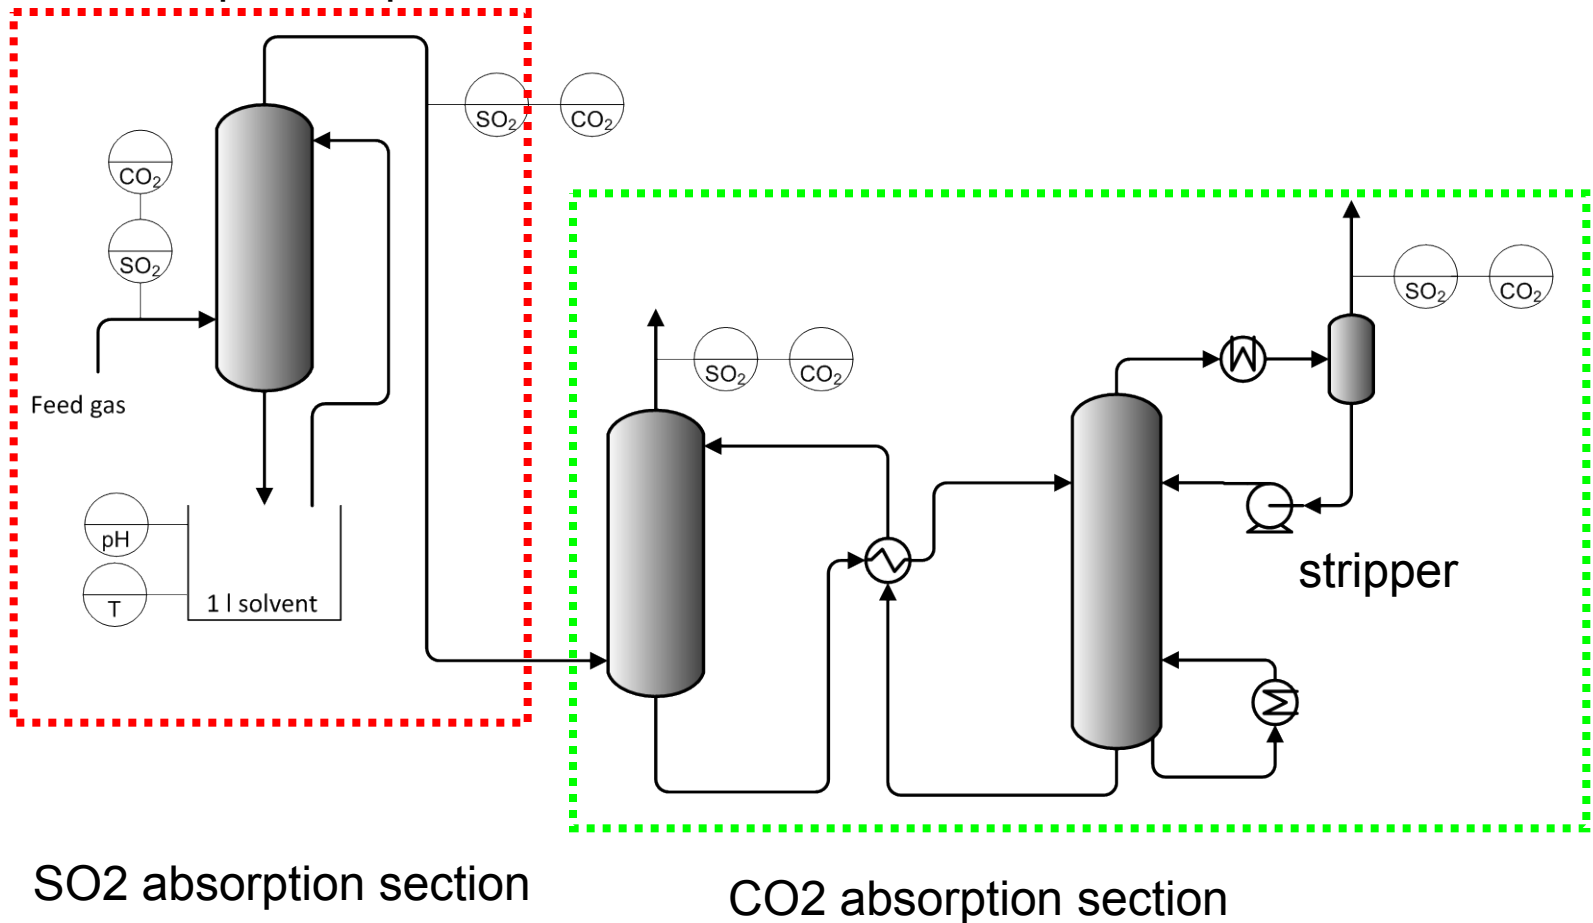 SO₂
CO₂
CO₂
SO₂
Feed gas
pH
T
1 l solvent
SO₂
CO₂
SO₂
CO₂
stripper
SO2 absorption section
CO2 absorption section